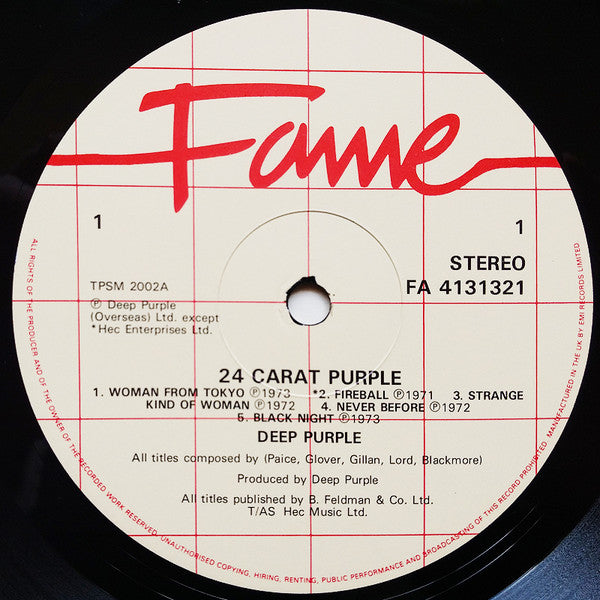 Fame
1
1
STEREO
FA 4131321
TPSM 2002A
Ⓟ Deep Purple
(Overseas) Ltd. except
*Hec Enterprises Ltd.
24 CARAT PURPLE
1. WOMAN FROM TOKYO Ⓟ1973 *2. FIREBALL Ⓟ1971 3. STRANGE
KIND OF WOMAN Ⓟ1972 4. NEVER BEFORE Ⓟ1972
5. BLACK NIGHT Ⓟ1973
DEEP PURPLE
All titles composed by (Paice, Glover, Gillan, Lord, Blackmore)
Produced by Deep Purple
All titles published by B. Feldman & Co. Ltd.
T/AS Hec Music Ltd.
ALL RIGHTS OF THE PRODUCER AND OF THE OWNER OF THE RECORDED WORK RESERVED. UNAUTHORISED COPYING, HIRING, RENTING, PUBLIC PERFORMANCE AND BROADCASTING OF THIS RECORD PROHIBITED. MANUFACTURED IN THE UK BY EMI RECORDS LIMITED